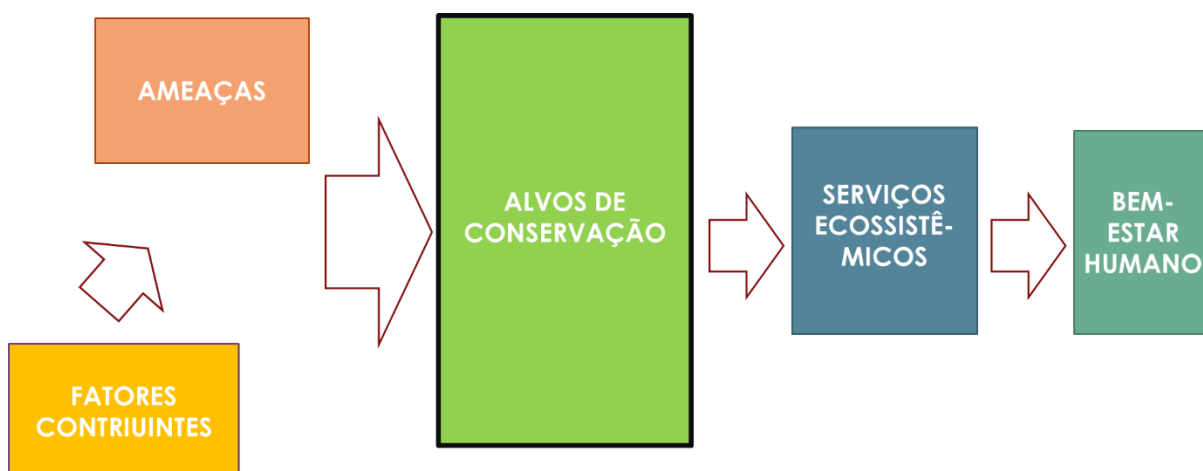 AMEAÇAS
FATORES
CONTRIUINTES
ALVOS DE
CONSERVAÇÃO
SERVIÇOS
ECOSSISTÊ-
MICOS
BEM-
ESTAR
HUMANO